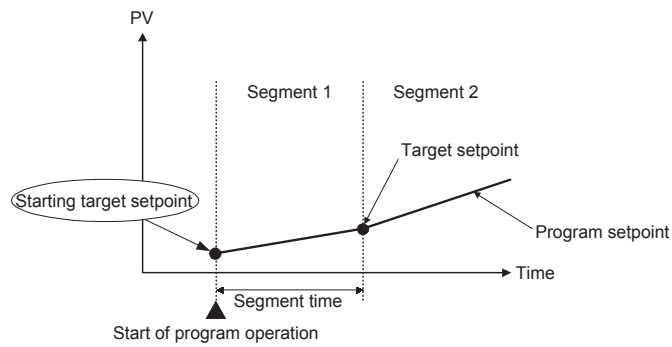 PV
Segment 1
Segment 2
Target setpoint
Starting target setpoint
Program setpoint
Time
Segment time
Start of program operation